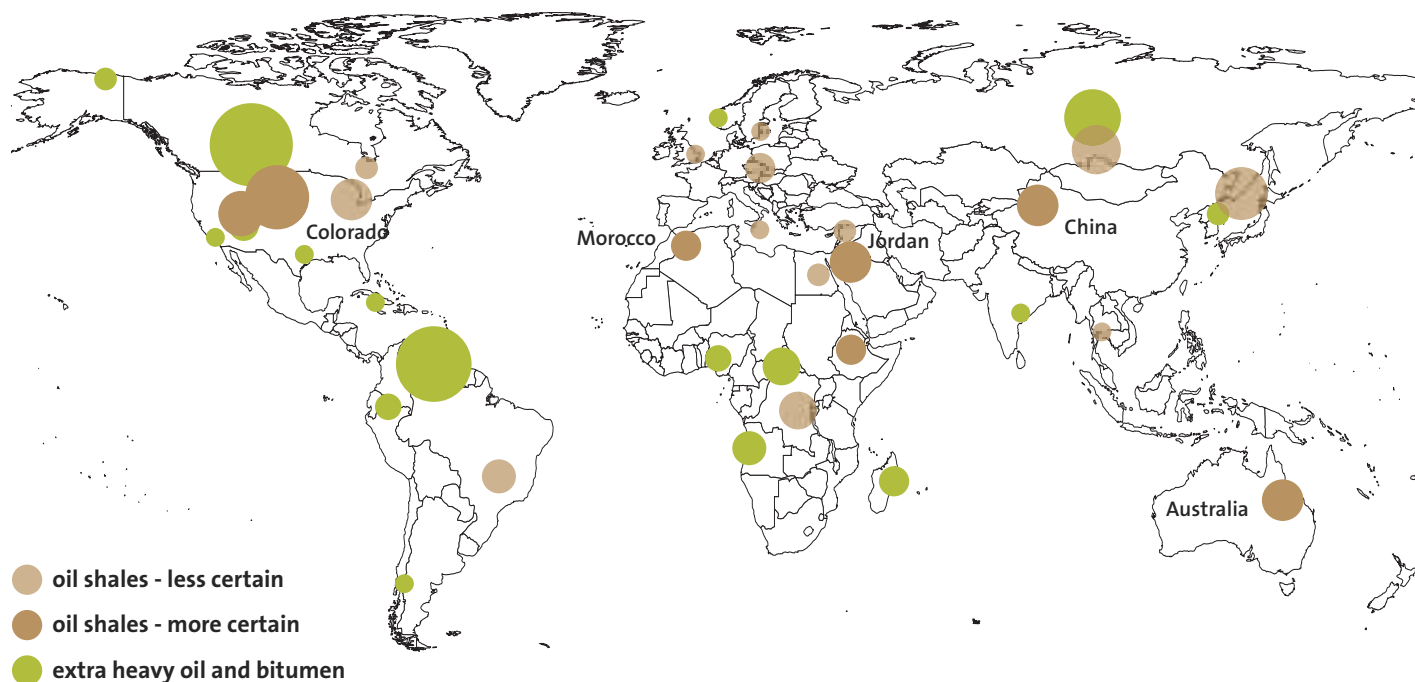 Colorado
Morocco
Jordan
China
Australia
oil shales - less certain
oil shales - more certain
extra heavy oil and bitumen